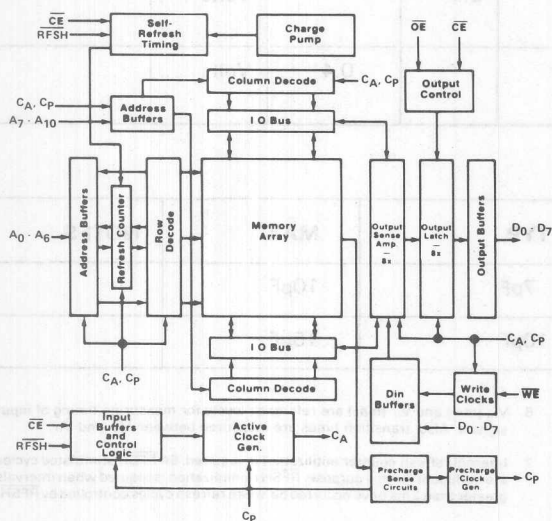 CE
RFSH
Self-
Refresh
Timing
Charge
Pump
OE
CE
Column Decode
CA, CP
Output
Control
CA, CP
A7 · A10
Address
Buffers
I O Bus
A0 · A6
Address Buffers
Refresh Counter
Row
Decode
Memory
Array
Output
Sense
Amp.
—
8x
Output
Latch
—
8x
Output Buffers
D0 · D7
7pF
10pF
CA, CP
I O Bus
CA, CP
Column Decode
Din
Buffers
Write
Clocks
WE
D0 · D7
CE
RFSH
Input
Buffers
and
Control
Logic
Active
Clock
Gen.
CA
Precharge
Sense
Circuits
Precharge
Clock
Gen
CP
CP